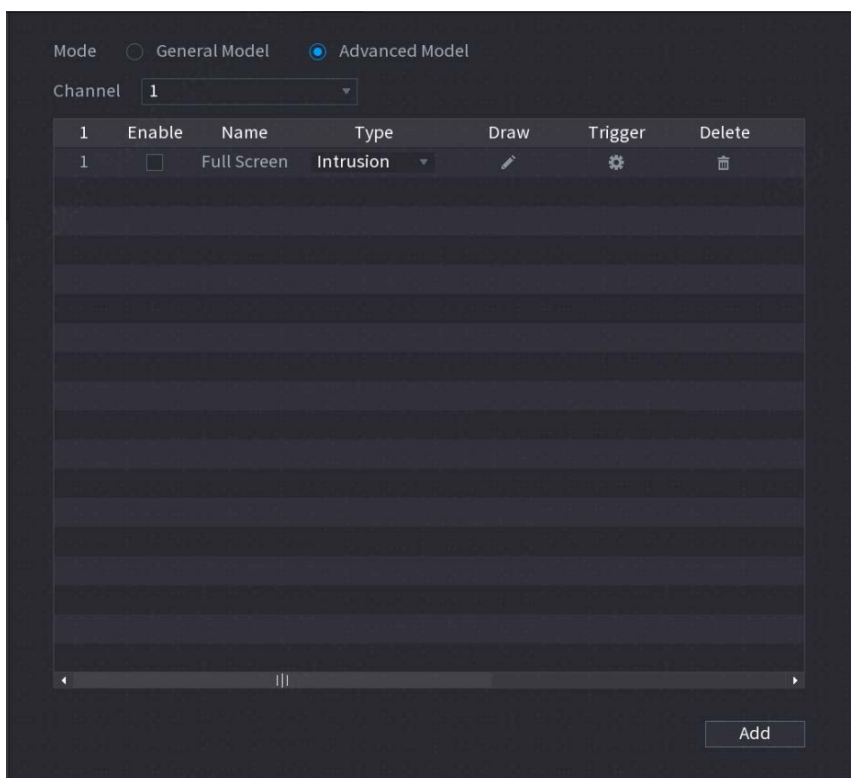 Mode General Model Advanced Model
Channel 1
1 Enable Name Type Draw Trigger Delete
1 Full Screen Intrusion
Add